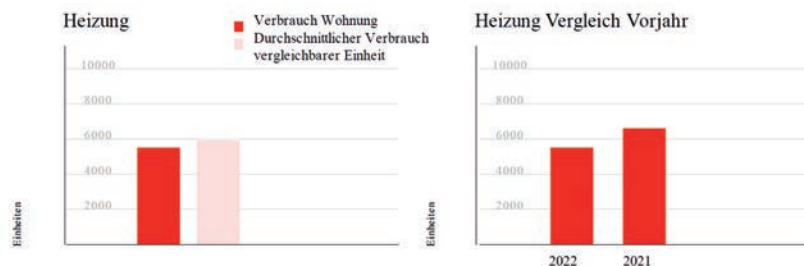 Heizung
Verbrauch Wohnung
Durchschnittlicher Verbrauch
vergleichbarer Einheit
10000
8000
6000
4000
2000
Einheiten
Heizung Vergleich Vorjahr
10000
8000
6000
4000
2000
Einheiten
2022
2021